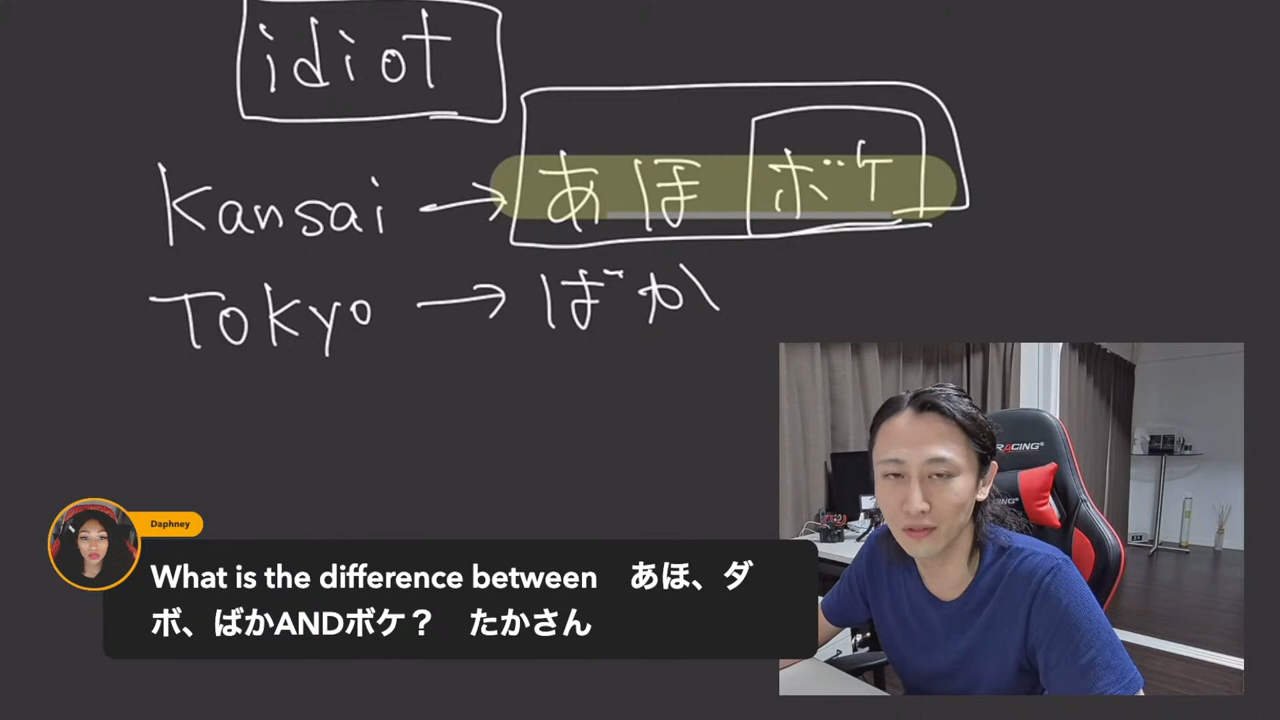 idiot
Kansai → あほ ボケ
Tokyo → ばか
RACING
Daphney
What is the difference between　あほ、ダ
ボ、ばかANDボケ？　たかさん